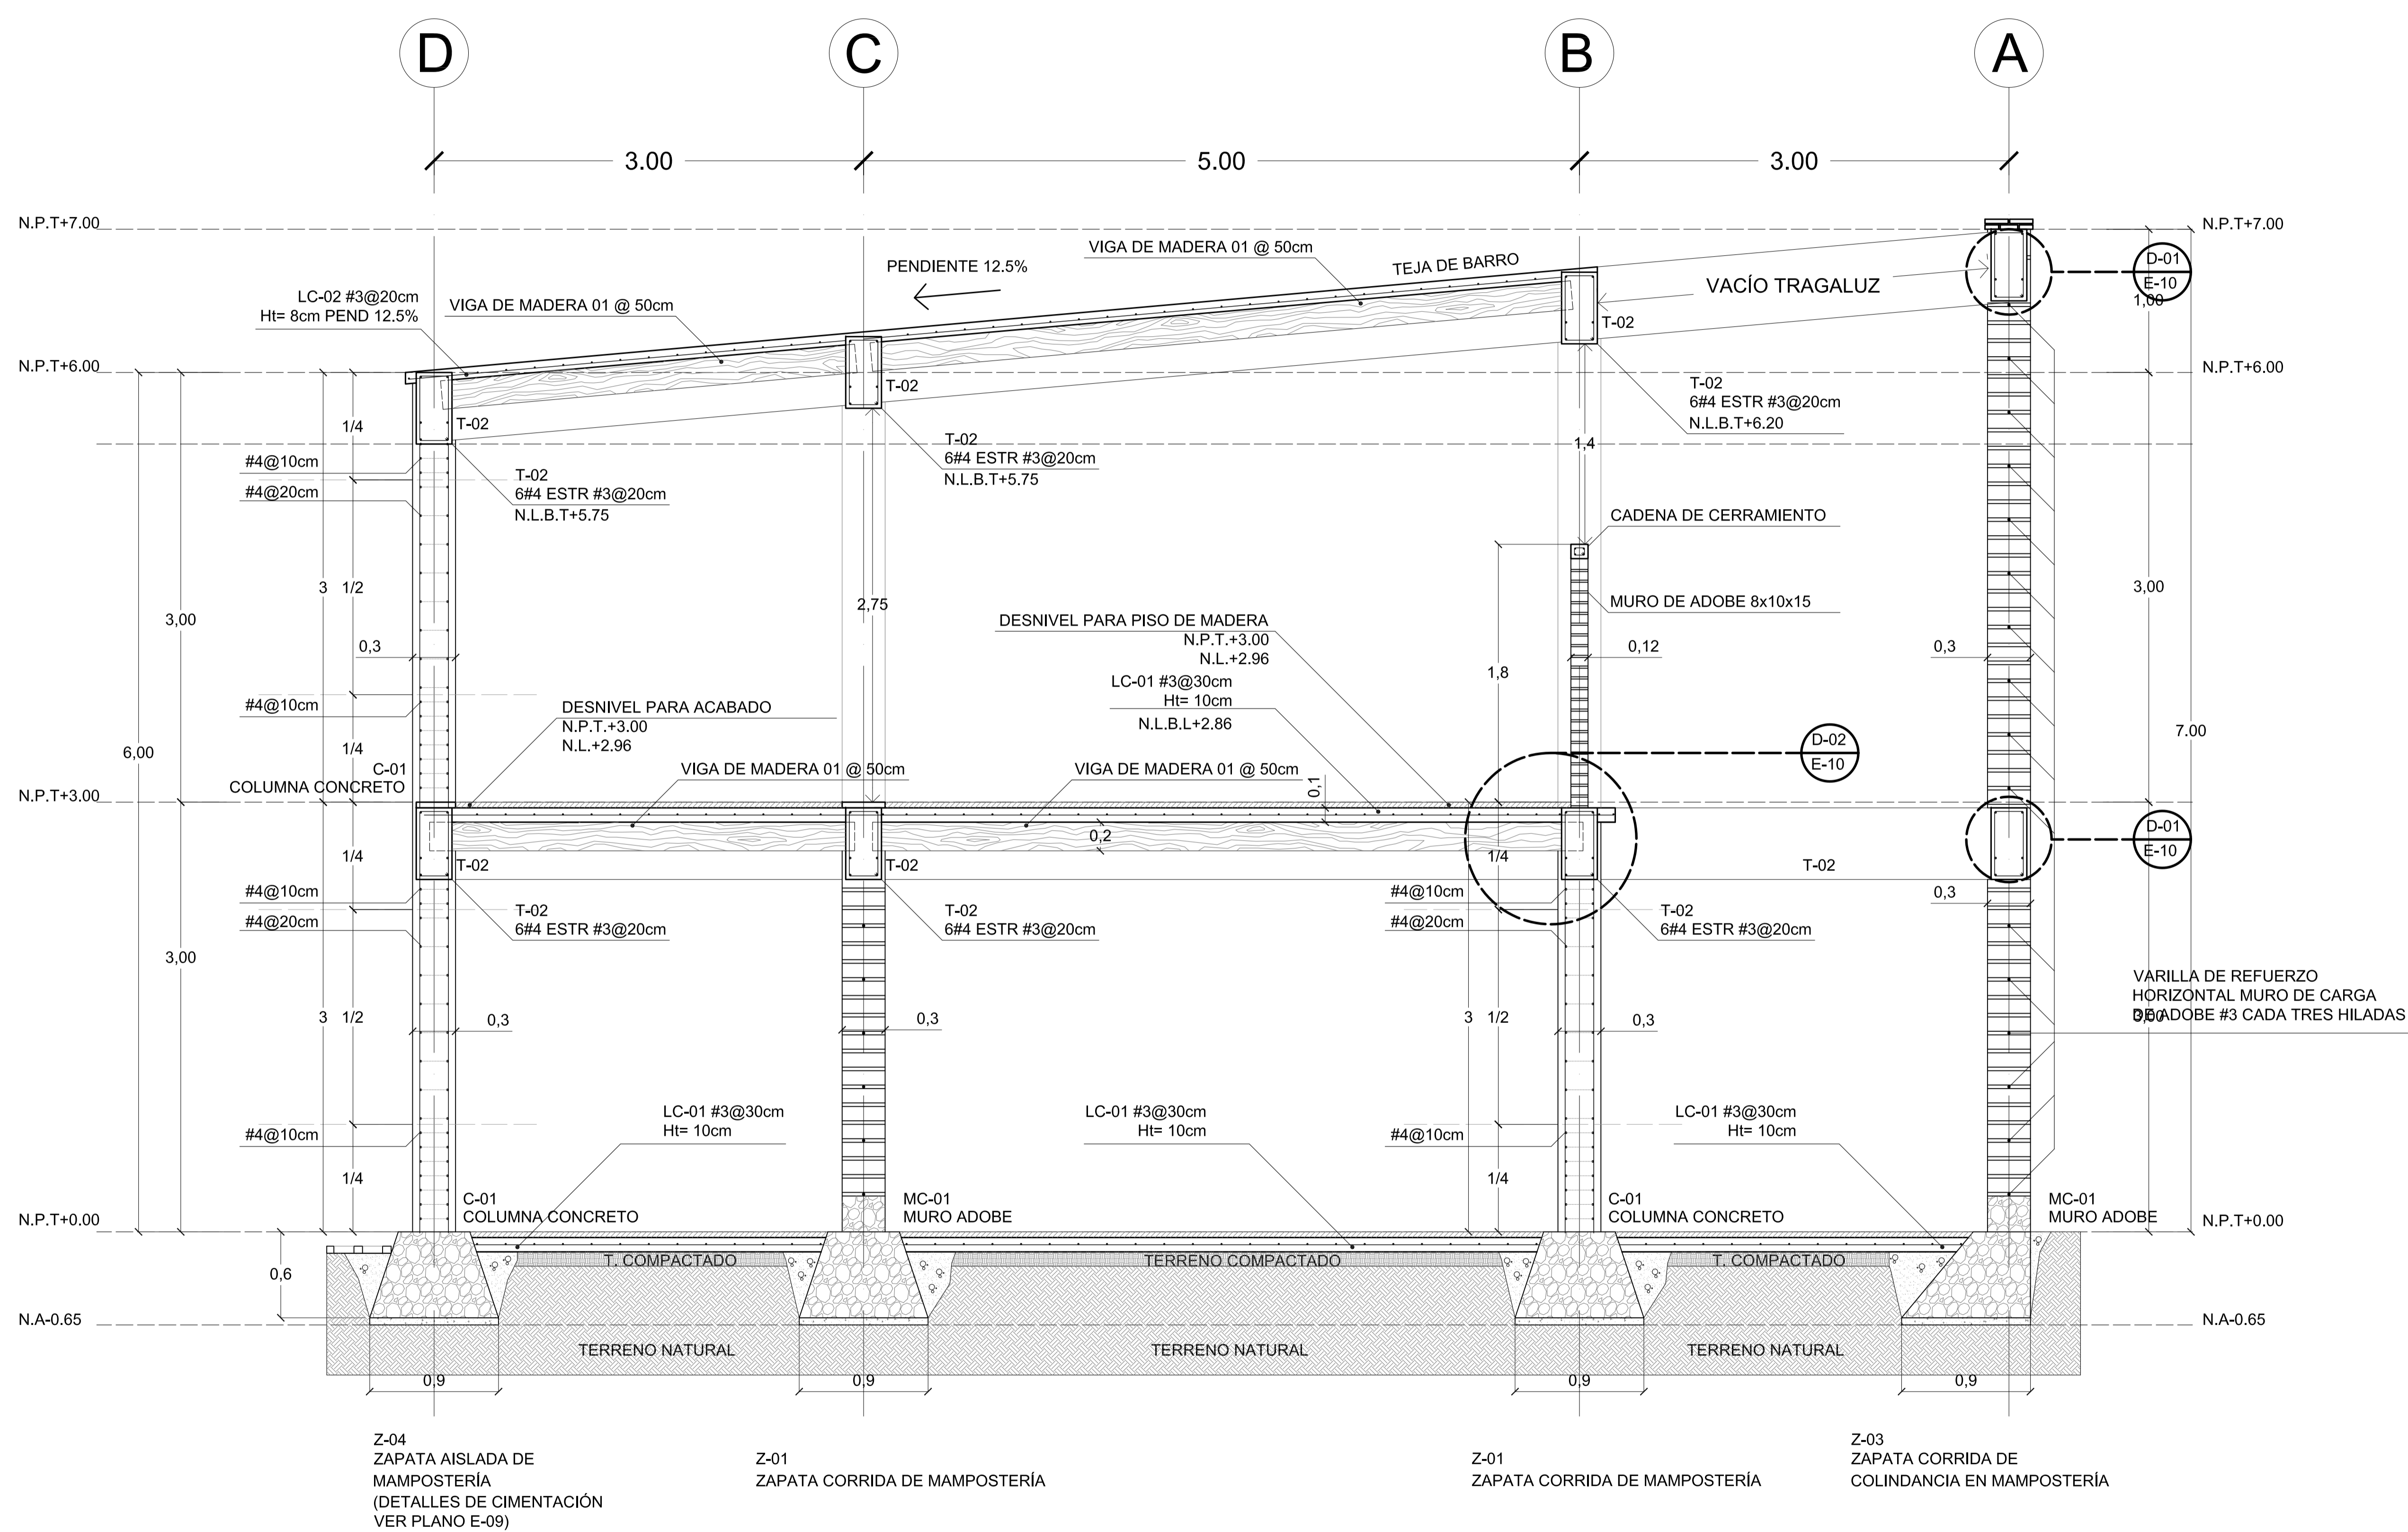 D
C
B
A
3.00
5.00
3.00
N.P.T+7.00
N.P.T+7.00
VIGA DE MADERA 01 @ 50cm
TEJA DE BARRO
PENDIENTE 12.5%
VACÍO TRAGALUZ
D-01
E-10
1,00
LC-02 #3@20cm
Ht= 8cm PEND 12.5%
VIGA DE MADERA 01 @ 50cm
T-02
N.P.T+6.00
N.P.T+6.00
T-02
T-02
6#4 ESTR #3@20cm
N.L.B.T+6.20
1/4
T-02
T-02
6#4 ESTR #3@20cm
N.L.B.T+5.75
1,4
#4@10cm
#4@20cm
T-02
6#4 ESTR #3@20cm
N.L.B.T+5.75
CADENA DE CERRAMIENTO
3
1/2
3,00
2,75
3,00
MURO DE ADOBE 8x10x15
DESNIVEL PARA PISO DE MADERA
N.P.T.+3.00
N.L.+2.96
0,3
0,12
0,3
1,8
LC-01 #3@30cm
Ht= 10cm
N.L.B.L+2.86
#4@10cm
DESNIVEL PARA ACABADO
N.P.T.+3.00
N.L.+2.96
7.00
6,00
1/4
D-02
E-10
C-01
COLUMNA CONCRETO
VIGA DE MADERA 01 @ 50cm
VIGA DE MADERA 01 @ 50cm
0,1
N.P.T+3.00
N.P.T+3.00
0,2
D-01
E-10
1/4
T-02
T-02
1/4
T-02
#4@10cm
#4@20cm
T-02
6#4 ESTR #3@20cm
T-02
6#4 ESTR #3@20cm
#4@10cm
#4@20cm
T-02
6#4 ESTR #3@20cm
0,3
3,00
VARILLA DE REFUERZO
HORIZONTAL MURO DE CARGA
DE ADOBE #3 CADA TRES HILADAS
3,00
3
1/2
0,3
0,3
3
1/2
0,3
#4@10cm
LC-01 #3@30cm
Ht= 10cm
LC-01 #3@30cm
Ht= 10cm
#4@10cm
LC-01 #3@30cm
Ht= 10cm
1/4
1/4
C-01
COLUMNA CONCRETO
MC-01
MURO ADOBE
C-01
COLUMNA CONCRETO
MC-01
MURO ADOBE
N.P.T+0.00
N.P.T+0.00
0,6
T. COMPACTADO
TERRENO COMPACTADO
T. COMPACTADO
N.A-0.65
N.A-0.65
TERRENO NATURAL
TERRENO NATURAL
TERRENO NATURAL
0,9
0,9
0,9
0,9
Z-04
ZAPATA AISLADA DE
MAMPOSTERÍA
(DETALLES DE CIMENTACIÓN
VER PLANO E-09)
Z-01
ZAPATA CORRIDA DE MAMPOSTERÍA
Z-01
ZAPATA CORRIDA DE MAMPOSTERÍA
Z-03
ZAPATA CORRIDA DE
COLINDANCIA EN MAMPOSTERÍA